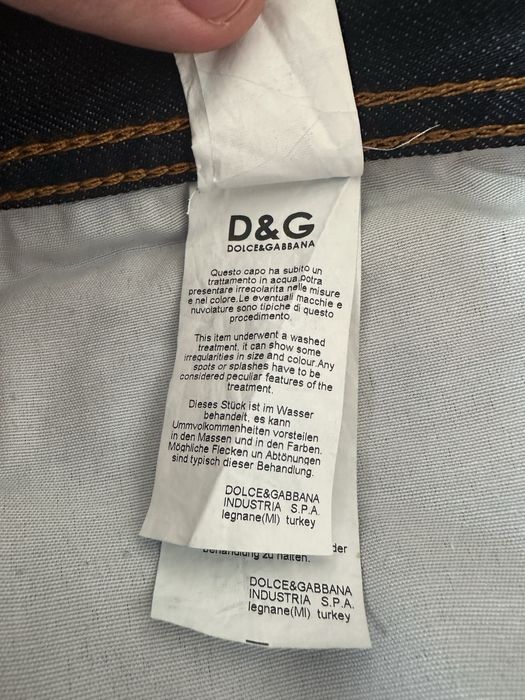 D&G
DOLCE&GABBANA
Questo capo ha subito un
trattamento in acqua.potra
presentare irregolarita nelle misure
e nel colore.Le eventuali macchie e
nuvolature sono tipiche di questo
procedimento.
This item underwent a washed
treatment, it can show some
irregularities in size and colour.Any
spots or splashes have to be
considered peculiar features of the
treatment.
Dieses Stück ist im Wasser
behandelt, es kann
Ummvolkommenheiten vorsteilen
in den Massen und in den Farben.
Mogliche Flecken un Abtönungen
sind typisch dieser Behandlung.
DOLCE&GABBANA
INDUSTRIA S.P.A.
legnane(MI) turkey
der
zu halten.
DOLCE&GABBANA
INDUSTRIA S.P.A.
legnane(MI) turkey